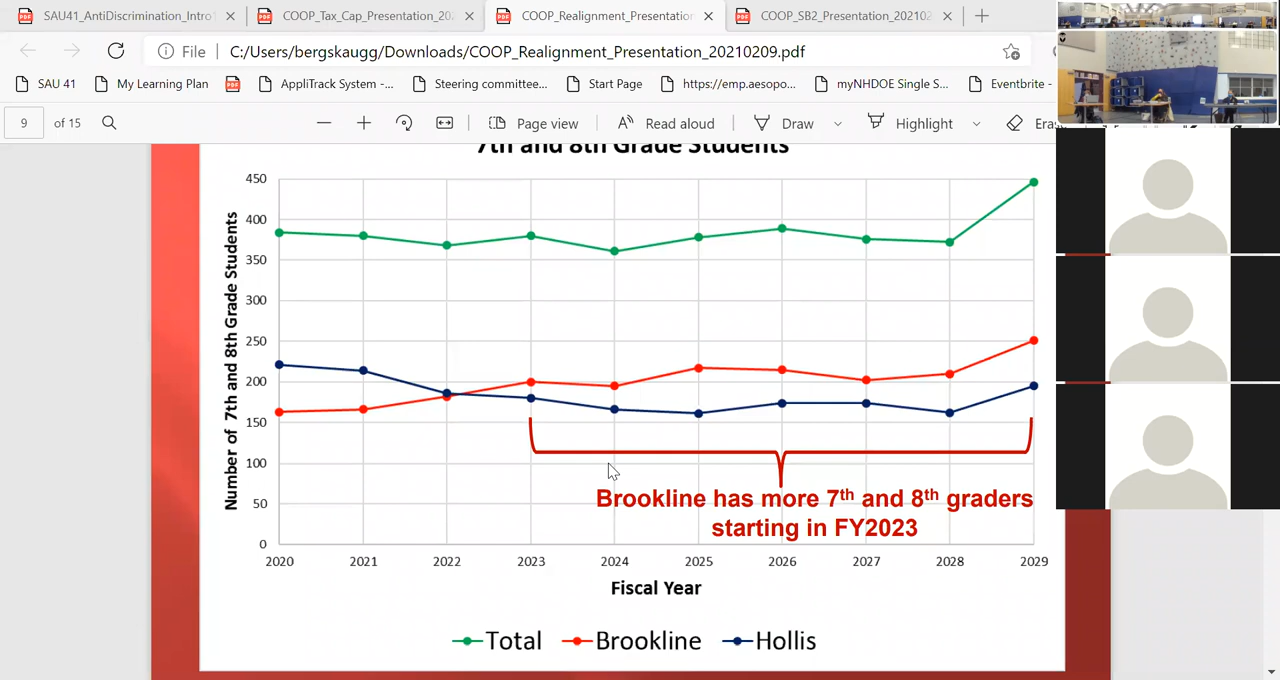 SAU41_AntiDiscrimination_Intro
COOP_Tax_Cap_Presentation_20
COOP_Realignment_Presentation
COOP_SB2_Presentation_202102
File
C:/Users/bergskaugg/Downloads/COOP_Realignment_Presentation_20210209.pdf
SAU 41
My Learning Plan
AppliTrack System -...
Steering committee...
Start Page
https://emp.aesopo...
myNHDOE Single S...
Eventbrite -
9 of 15
Page view
Read aloud
Draw
Highlight
Eras
7th and 8th Grade Students
Number of 7th and 8th Grade Students
450
400
350
300
250
200
150
100
50
0
Brookline has more 7th and 8th graders
starting in FY2023
2020 2021 2022 2023 2024 2025 2026 2027 2028 2029
Fiscal Year
Total Brookline Hollis